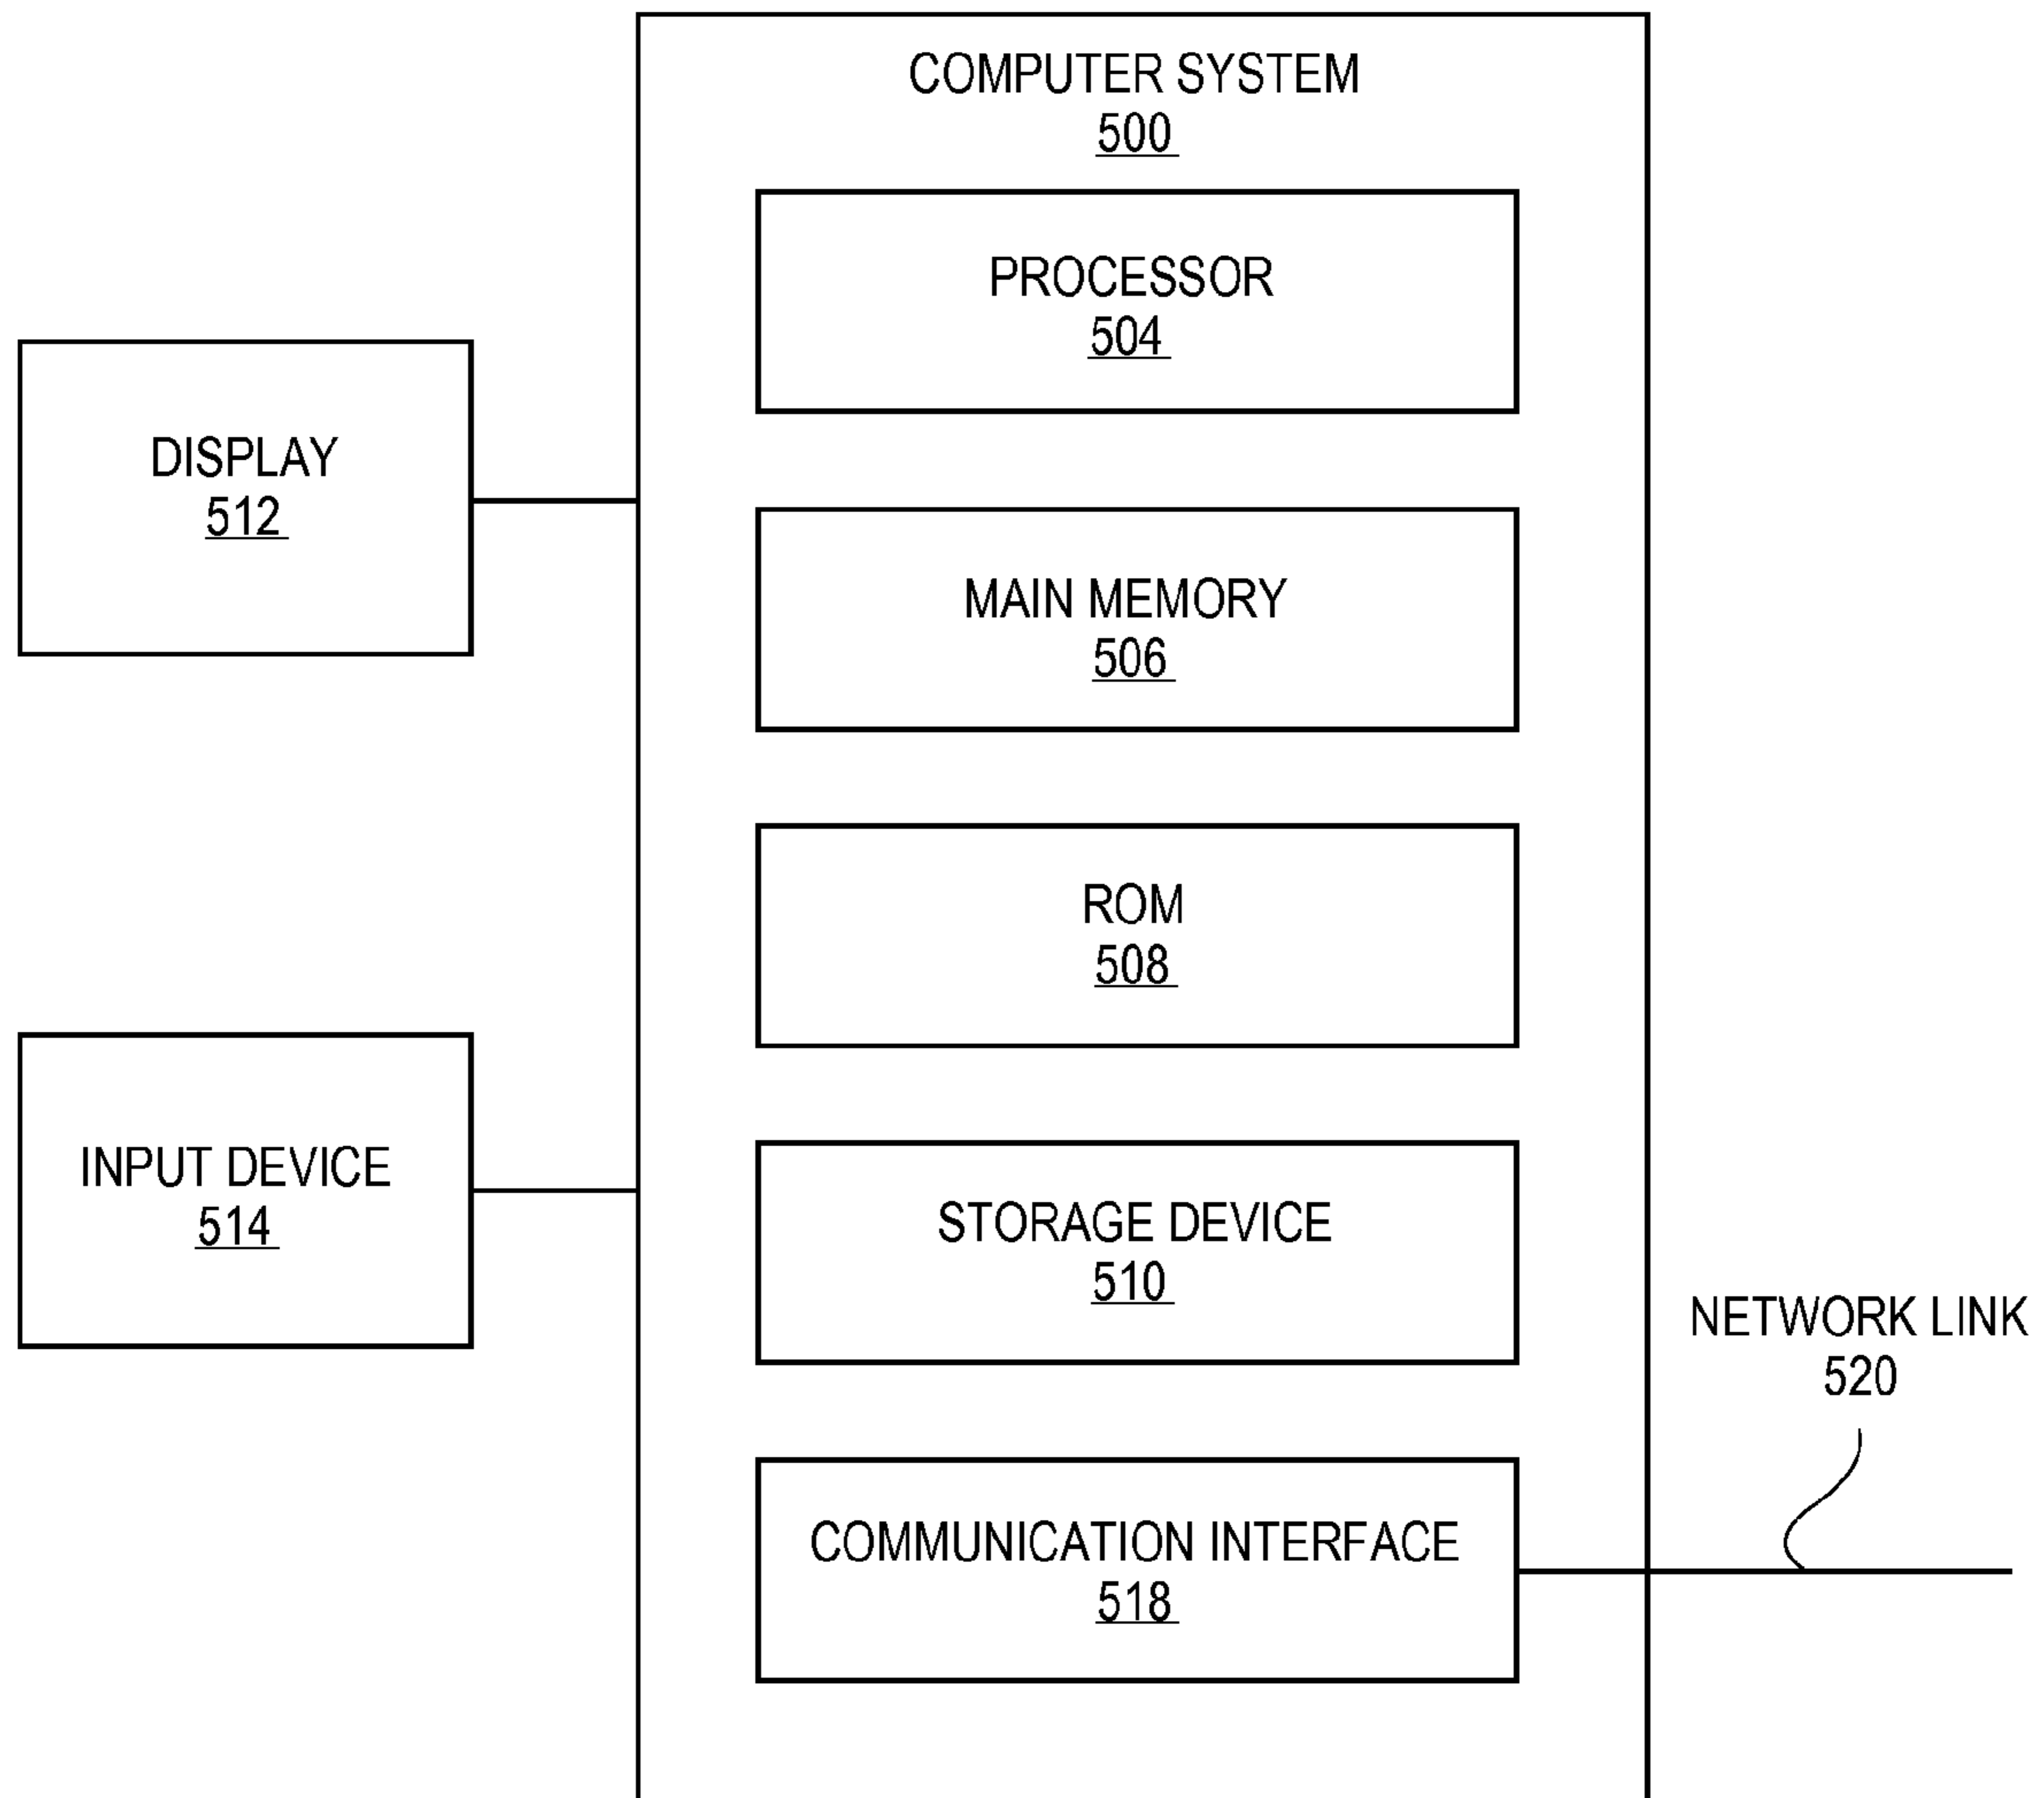 COMPUTER SYSTEM
500
PROCESSOR
504
DISPLAY
512
MAIN MEMORY
506
ROM
508
INPUT DEVICE
514
STORAGE DEVICE
510
NETWORK LINK
520
COMMUNICATION INTERFACE
518